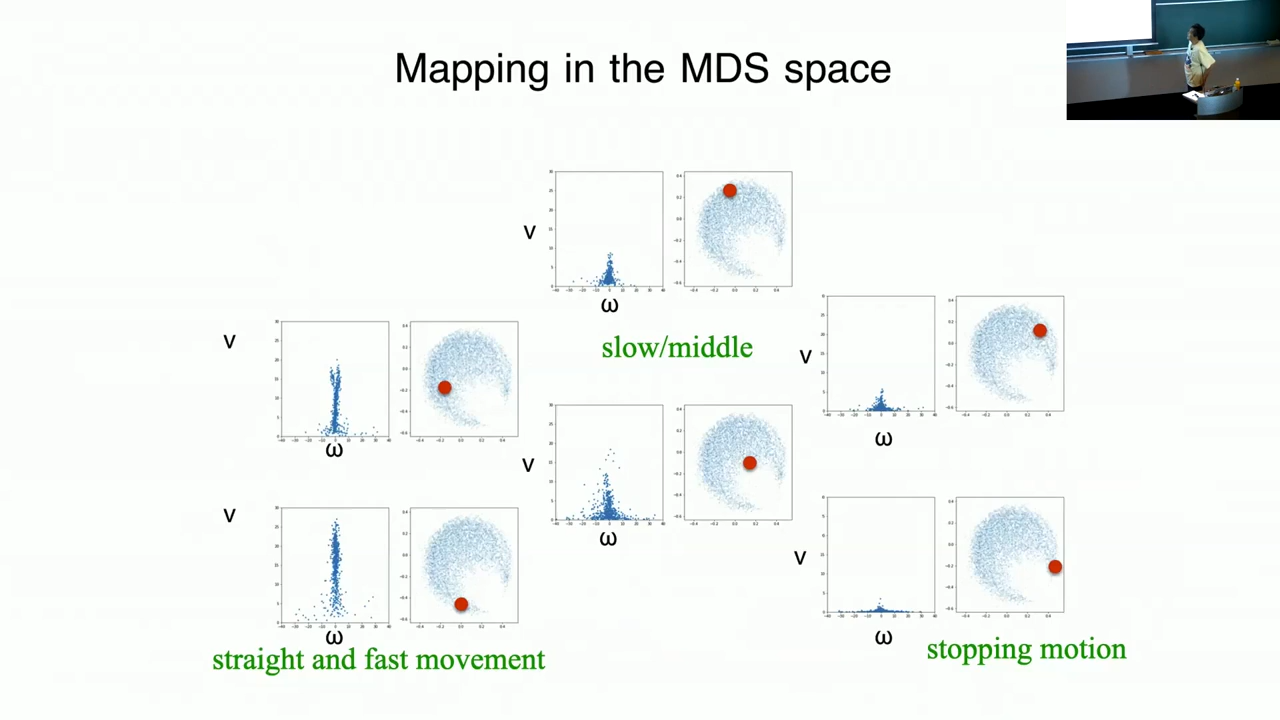 Mapping in the MDS space
v
ω
slow/middle
v
ω
v
ω
v
ω
v
ω
straight and fast movement
v
ω
stopping motion